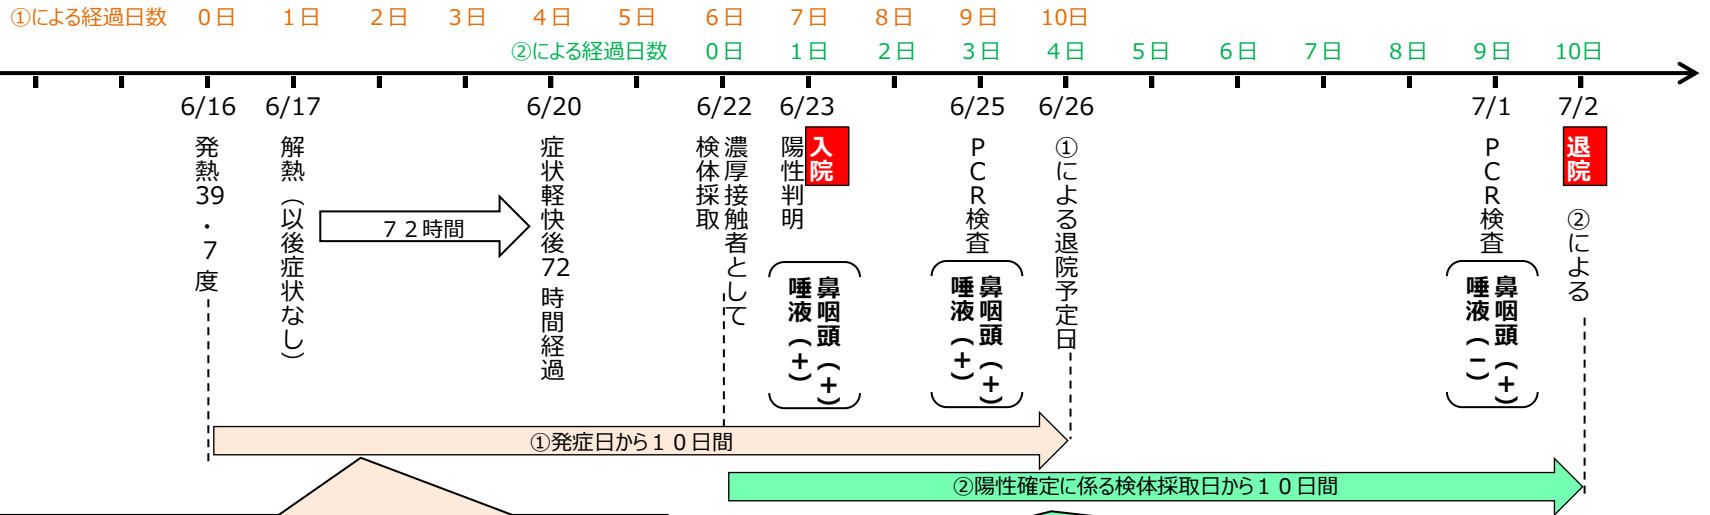 ①による経過日数 0日 1日 2日 3日 4日 5日 6日 7日 8日 9日 10日
②による経過日数 0日 1日 2日 3日 4日 5日 6日 7日 8日 9日 10日
6/16 6/17 6/20 6/22 6/23 6/25 6/26 7/1 7/2
発熱39・7度
解熱（以後症状なし）
72時間
症状軽快後72時間経過
濃厚接触者として
検体採取
陽性判明
入院
鼻咽頭（+）
唾液（+）
PCR検査
鼻咽頭（+）
唾液（+）
①による退院予定日
PCR検査
鼻咽頭（+）
唾液（−）
退院
②による
①発症日から10日間
②陽性確定に係る検体採取日から10日間